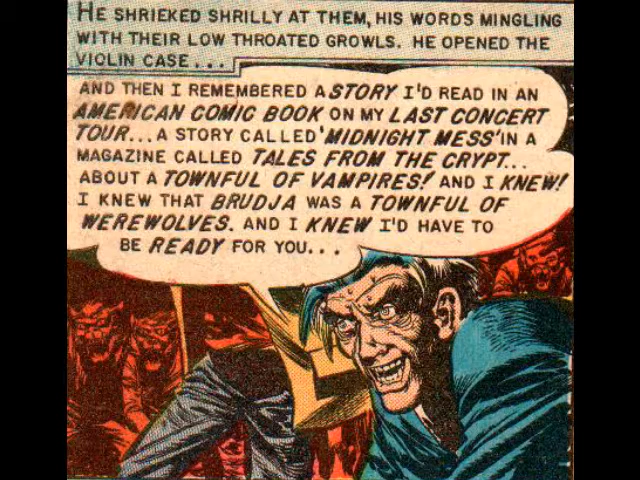 HE SHRIEKED SHRILLY AT THEM, HIS WORDS MINGLING
WITH THEIR LOW THROATED GROWLS. HE OPENED THE
VIOLIN CASE...
AND THEN I REMEMBERED A STORY I'D READ IN AN
AMERICAN COMIC BOOK ON MY LAST CONCERT
TOUR...A STORY CALLED 'MIDNIGHT MESS' IN A
MAGAZINE CALLED TALES FROM THE CRYPT...
ABOUT A TOWNFUL OF VAMPIRES! AND I KNEW!
I KNEW THAT BRUDJA WAS A TOWNFUL OF
WEREWOLVES. AND I KNEW I'D HAVE TO
BE READY FOR YOU...